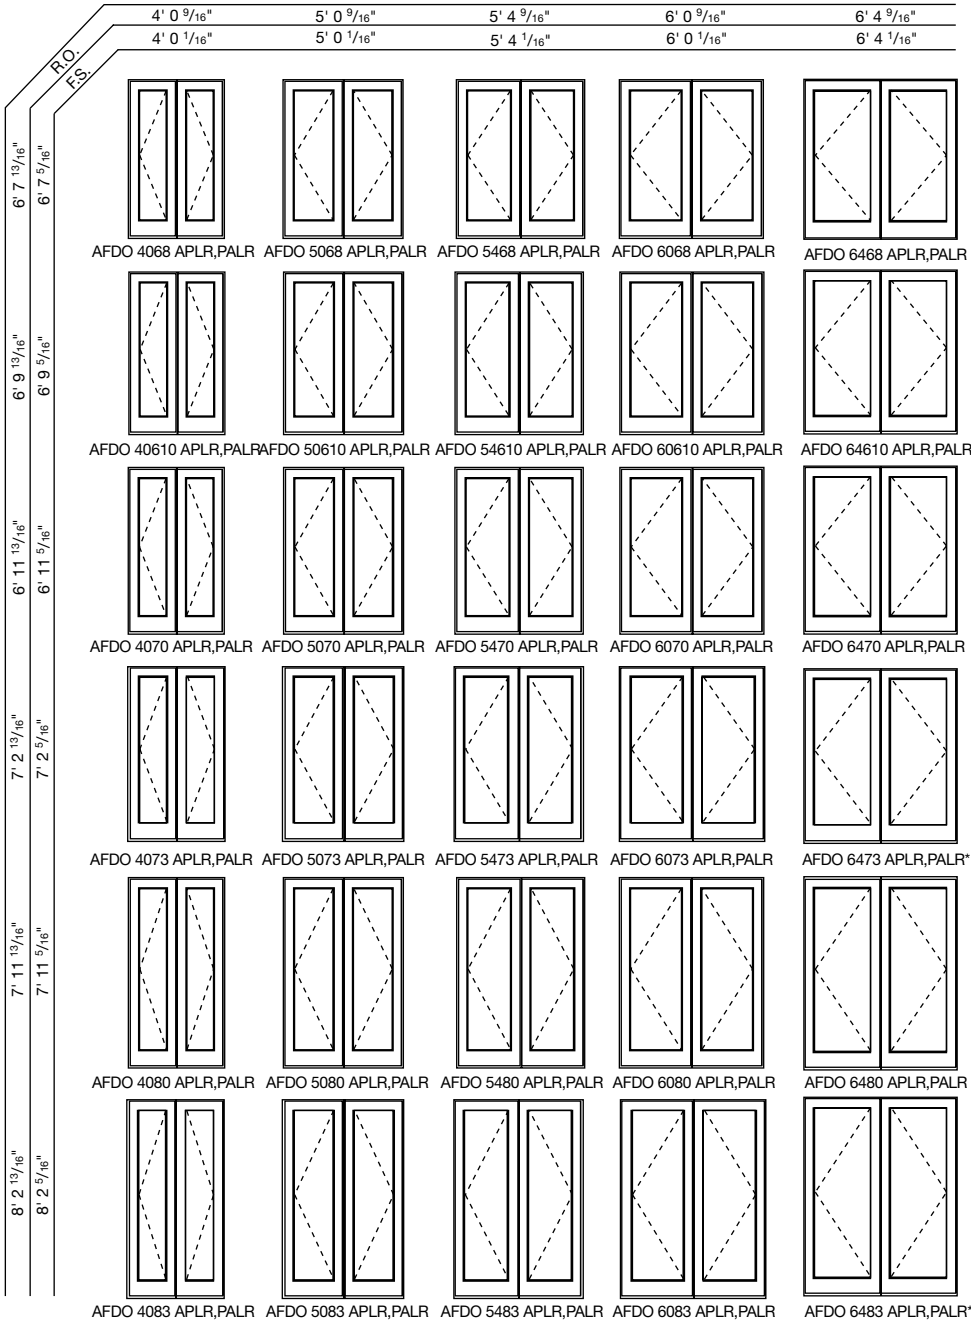 4' 0 9/16" 5' 0 9/16" 5' 4 9/16" 6' 0 9/16" 6' 4 9/16"
4' 0 1/16" 5' 0 1/16" 5' 4 1/16" 6' 0 1/16" 6' 4 1/16"
R.O.
F.S.
6' 7 13/16"
6' 7 5/16"
AFDO 4068 APLR,PALR AFDO 5068 APLR,PALR AFDO 5468 APLR,PALR AFDO 6068 APLR,PALR AFDO 6468 APLR,PALR
6' 9 13/16"
6' 9 5/16"
AFDO 40610 APLR,PALR AFDO 50610 APLR,PALR AFDO 54610 APLR,PALR AFDO 60610 APLR,PALR AFDO 64610 APLR,PALR
6' 11 13/16"
6' 11 5/16"
AFDO 4070 APLR,PALR AFDO 5070 APLR,PALR AFDO 5470 APLR,PALR AFDO 6070 APLR,PALR AFDO 6470 APLR,PALR
7' 2 13/16"
7' 2 5/16"
AFDO 4073 APLR,PALR AFDO 5073 APLR,PALR AFDO 5473 APLR,PALR AFDO 6073 APLR,PALR AFDO 6473 APLR,PALR*
7' 11 13/16"
7' 11 5/16"
AFDO 4080 APLR,PALR AFDO 5080 APLR,PALR AFDO 5480 APLR,PALR AFDO 6080 APLR,PALR AFDO 6480 APLR,PALR
8' 2 13/16"
8' 2 5/16"
AFDO 4083 APLR,PALR AFDO 5083 APLR,PALR AFDO 5483 APLR,PALR AFDO 6083 APLR,PALR AFDO 6483 APLR,PALR*